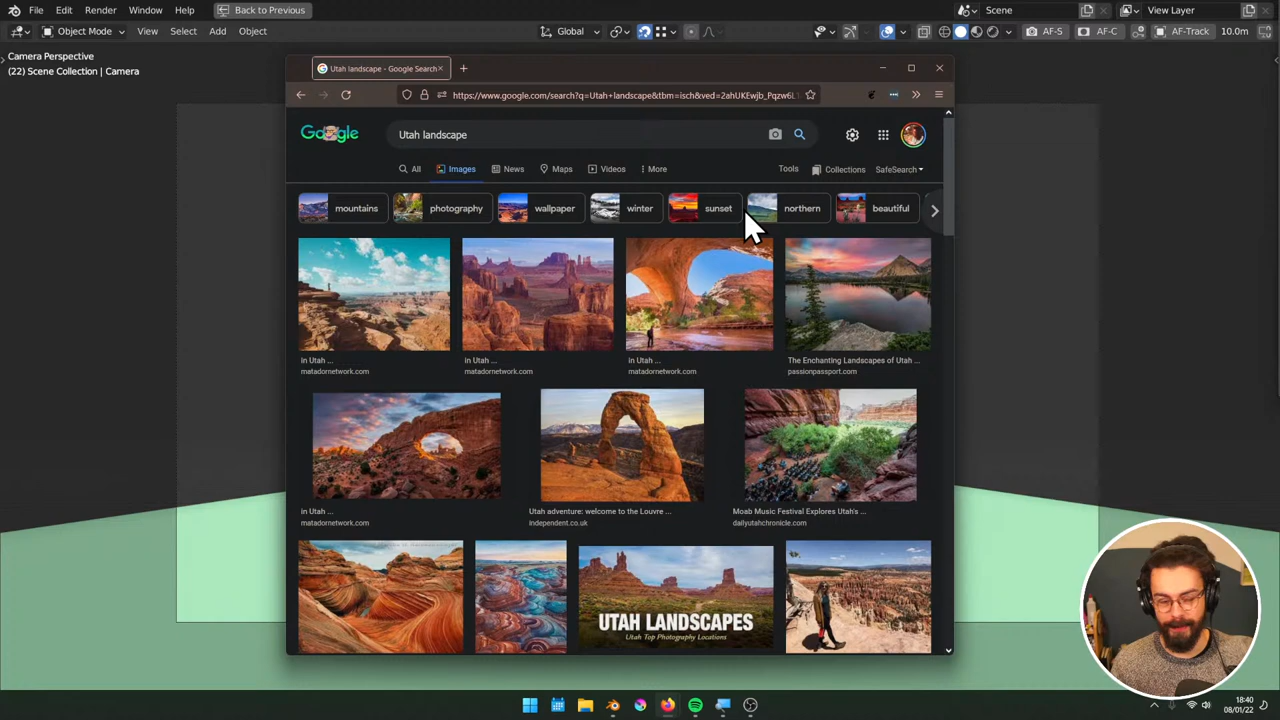 File Edit Render Window Help Back to Previous Scene View Layer
Object Mode View Select Add Object Global AF-S AF-C AF-Track 10.0m
Camera Perspective
(22) Scene Collection | Camera
Utah landscape - Google Search
https://www.google.com/search?q=Utah+landscape&tbm=isch&ved=2ahUKEwjb_Pqzw6L
Google Utah landscape
All Images News Maps Videos More Tools Collections SafeSearch
mountains photography wallpaper winter sunset northern beautiful
in Utah ... in Utah ... in Utah ... The Enchanting Landscapes of Utah ...
matadornetwork.com matadornetwork.com matadornetwork.com passionpassport.com
in Utah ... Utah adventure: welcome to the Louvre ... Moab Music Festival Explores Utah's ...
matadornetwork.com independent.co.uk dailyutahchronicle.com
UTAH LANDSCAPES
Utah Top Photography Locations
18:40
08/01/22